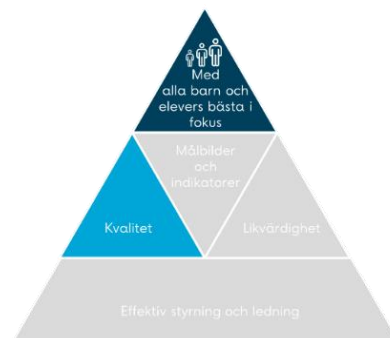 Med
alla barn och
elevers bästa i
fokus
Målbilder
och
indikatorer
Kvalitet
Likvärdighet
Effektiv styrning och ledning